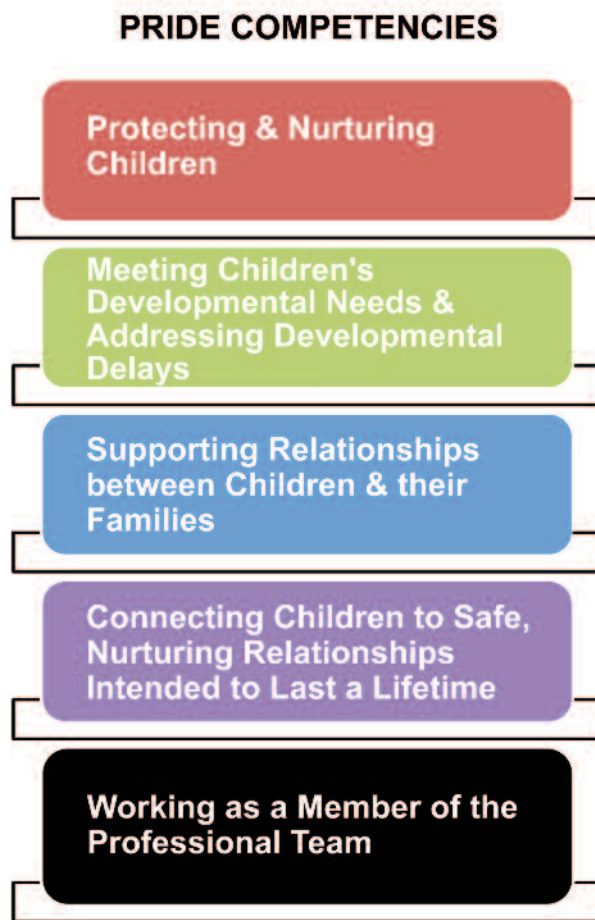 PRIDE COMPETENCIES
Protecting & Nurturing
Children
Meeting Children's
Developmental Needs &
Addressing Developmental
Delays
Supporting Relationships
between Children & their
Families
Connecting Children to Safe,
Nurturing Relationships
Intended to Last a Lifetime
Working as a Member of the
Professional Team